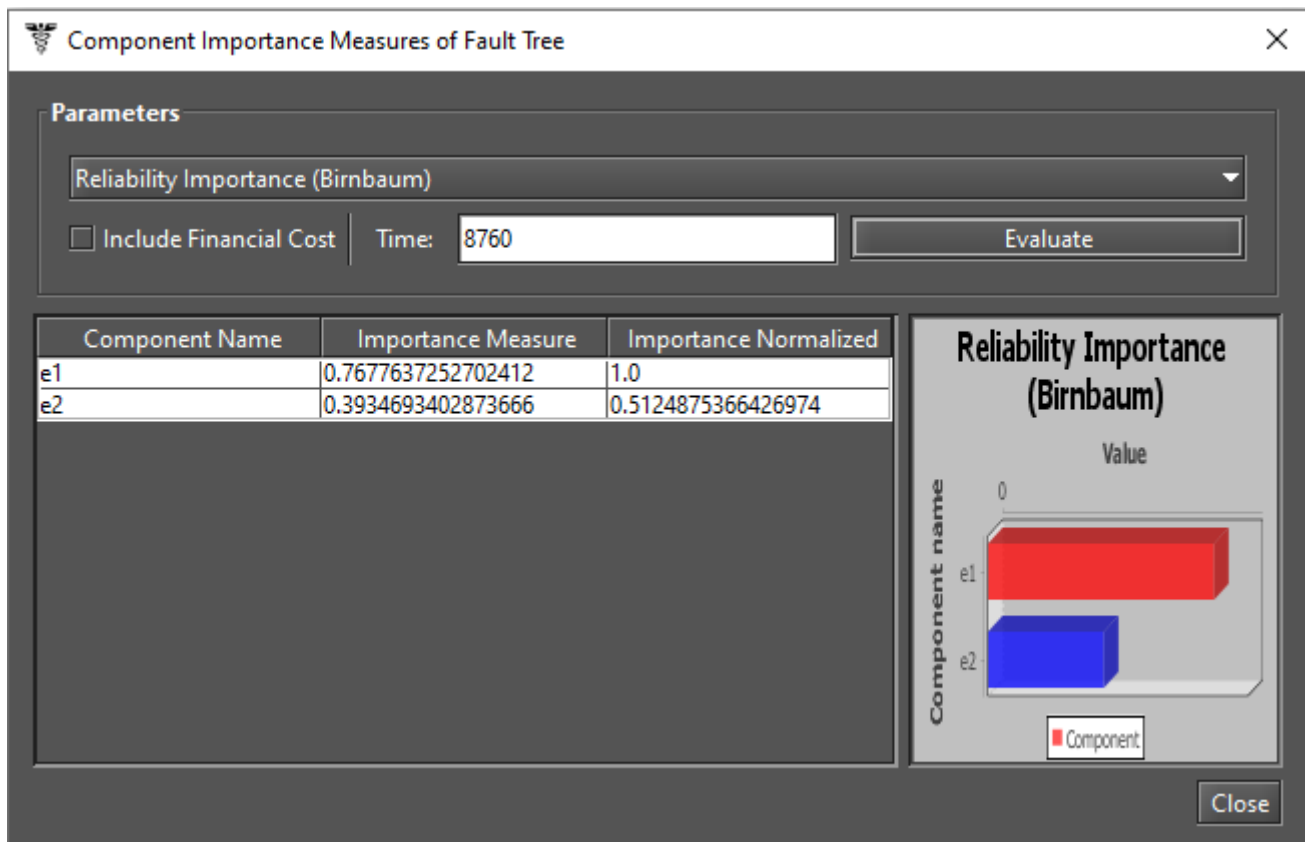 Component Importance Measures of Fault Tree
Parameters
Reliability Importance (Birnbaum)
Include Financial Cost Time: 8760 Evaluate
Component Name Importance Measure Importance Normalized
e1 0.7677637252702412 1.0
e2 0.3934693402873666 0.5124875366426974
Reliability Importance
(Birnbaum)
Value
0
Component name
e1
e2
Component
Close